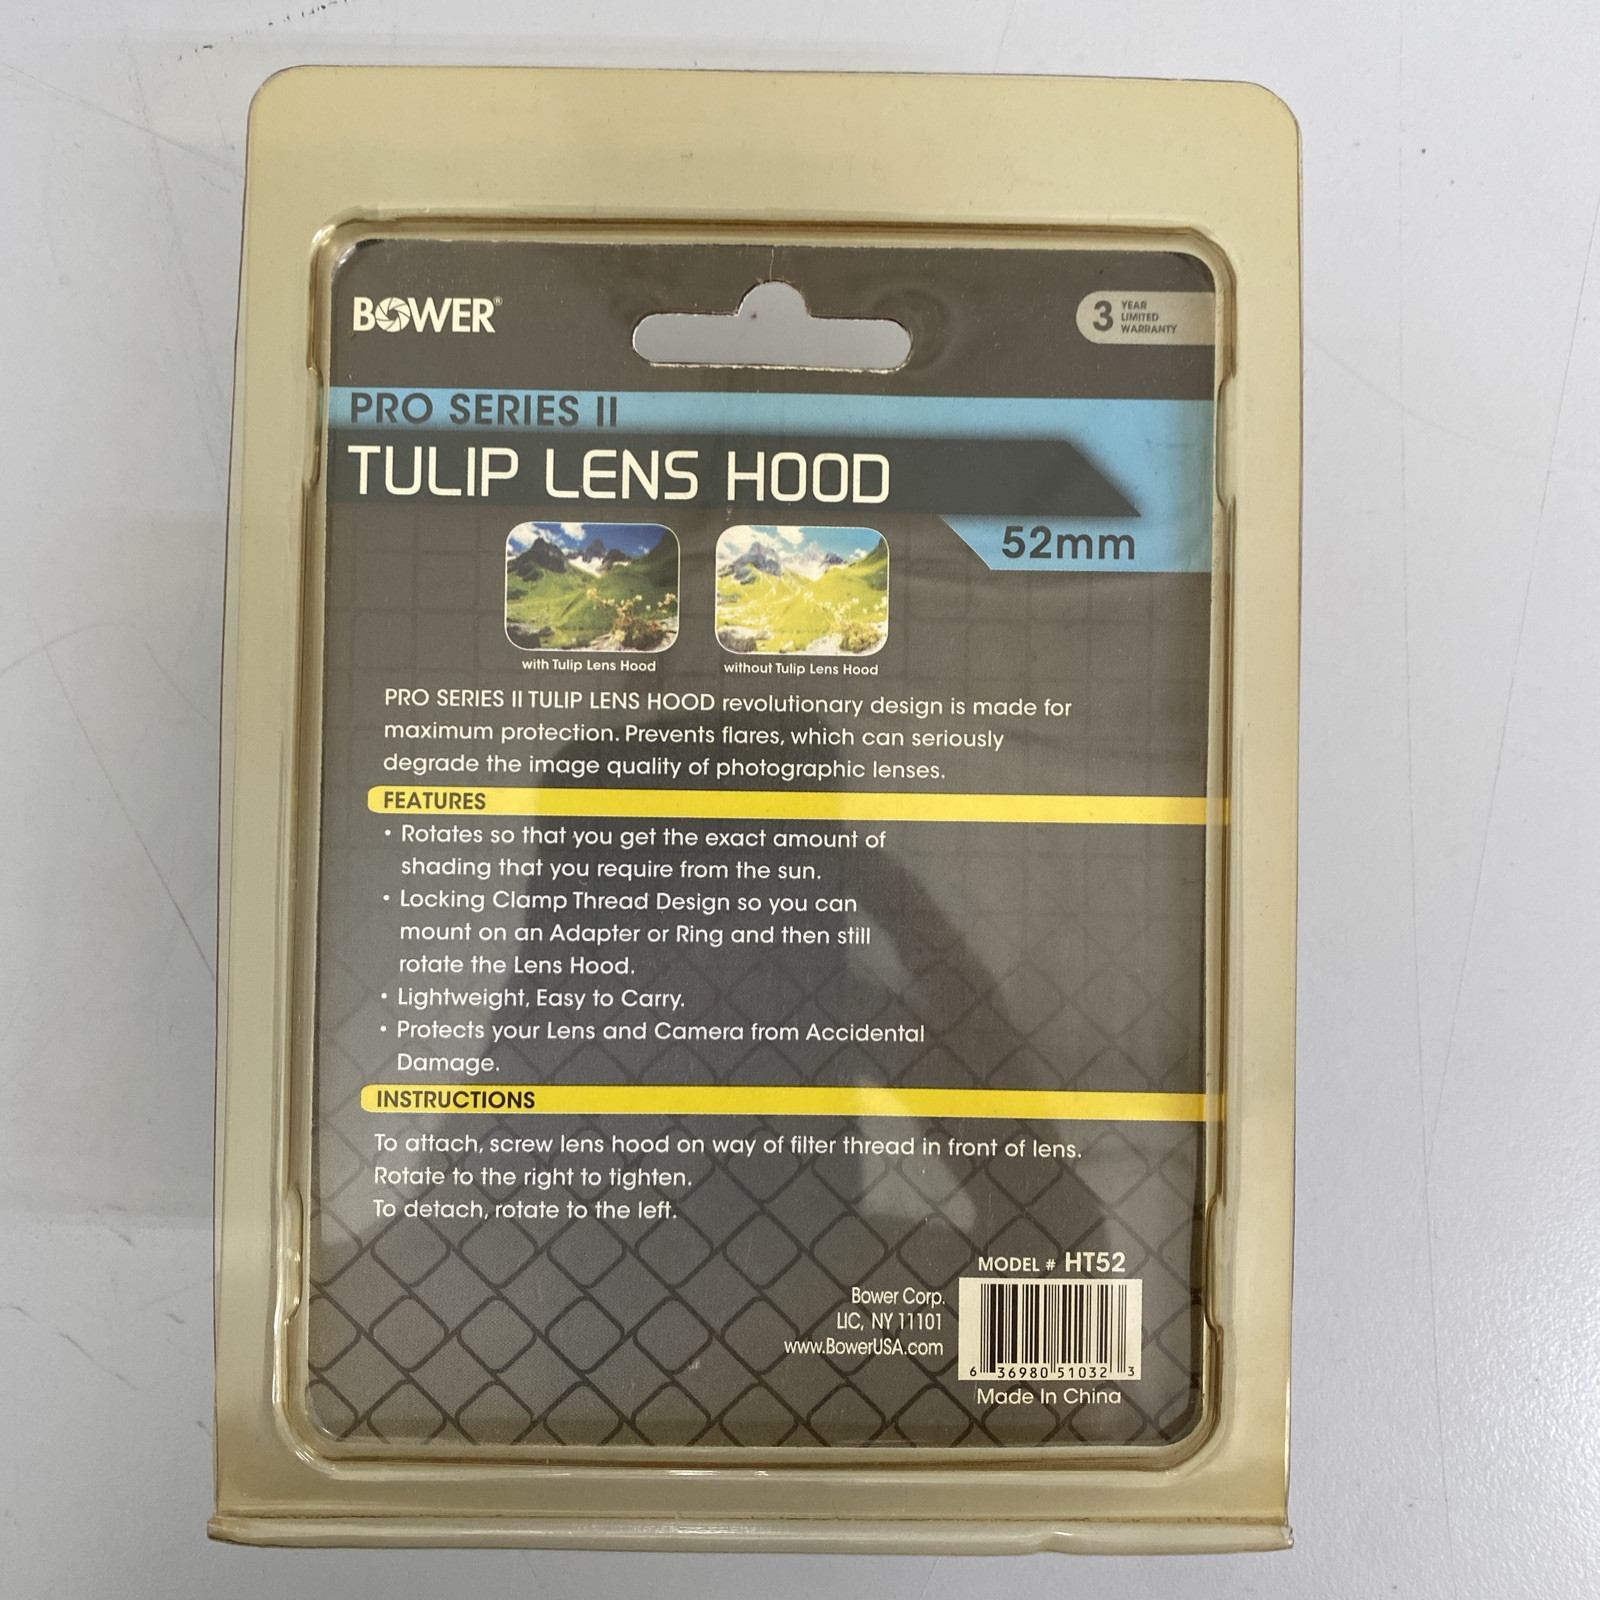 BOWER®
3 YEAR
LIMITED
WARRANTY
PRO SERIES II
TULIP LENS HOOD
52mm
with Tulip Lens Hood
without Tulip Lens Hood
PRO SERIES II TULIP LENS HOOD revolutionary design is made for
maximum protection. Prevents flares, which can seriously
degrade the image quality of photographic lenses.
FEATURES
• Rotates so that you get the exact amount of
shading that you require from the sun.
• Locking Clamp Thread Design so you can
mount on an Adapter or Ring and then still
rotate the Lens Hood.
• Lightweight, Easy to Carry.
• Protects your Lens and Camera from Accidental
Damage.
INSTRUCTIONS
To attach, screw lens hood on way of filter thread in front of lens.
Rotate to the right to tighten.
To detach, rotate to the left.
MODEL # HT52
Bower Corp.
LIC, NY 11101
www.BowerUSA.com
6 36980 51032 3
Made In China